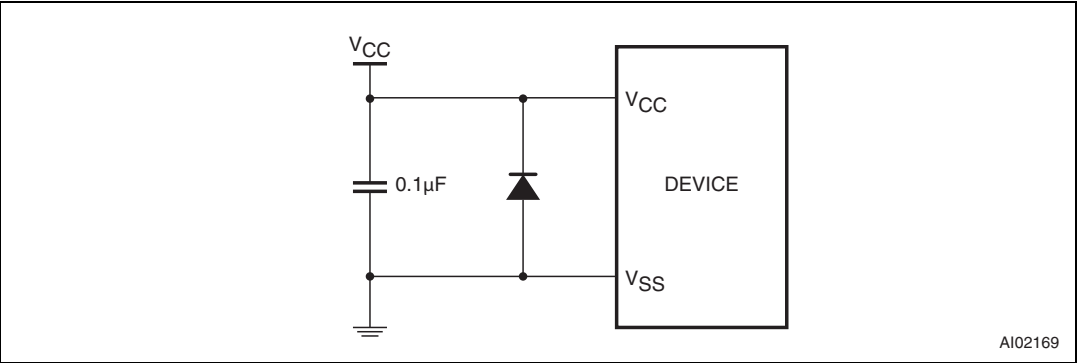 VCC
VCC
0.1µF
DEVICE
VSS
AI02169